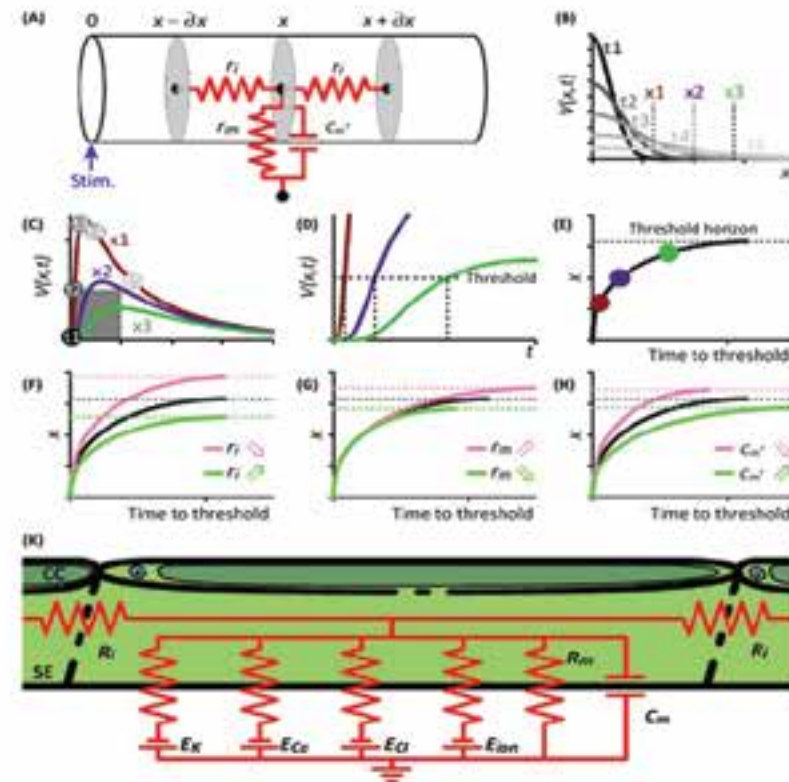 (A)
0 x − ∂x x x + ∂x
ri ri
rm cm'
Stim.
(B)
V(x,t)
t1
t2
x1 x2 x3
t4
x
(C)
V(x,t)
x1
x2
x3
(D)
V(x,t)
Threshold
t
(E)
x
Threshold horizon
Time to threshold
(F)
x
ri
ri
Time to threshold
(G)
x
rm
rm
Time to threshold
(H)
x
cm'
cm'
Time to threshold
(K)
CC
Ri Ri
SE
Rm
EK ECa ECl Eion Cm